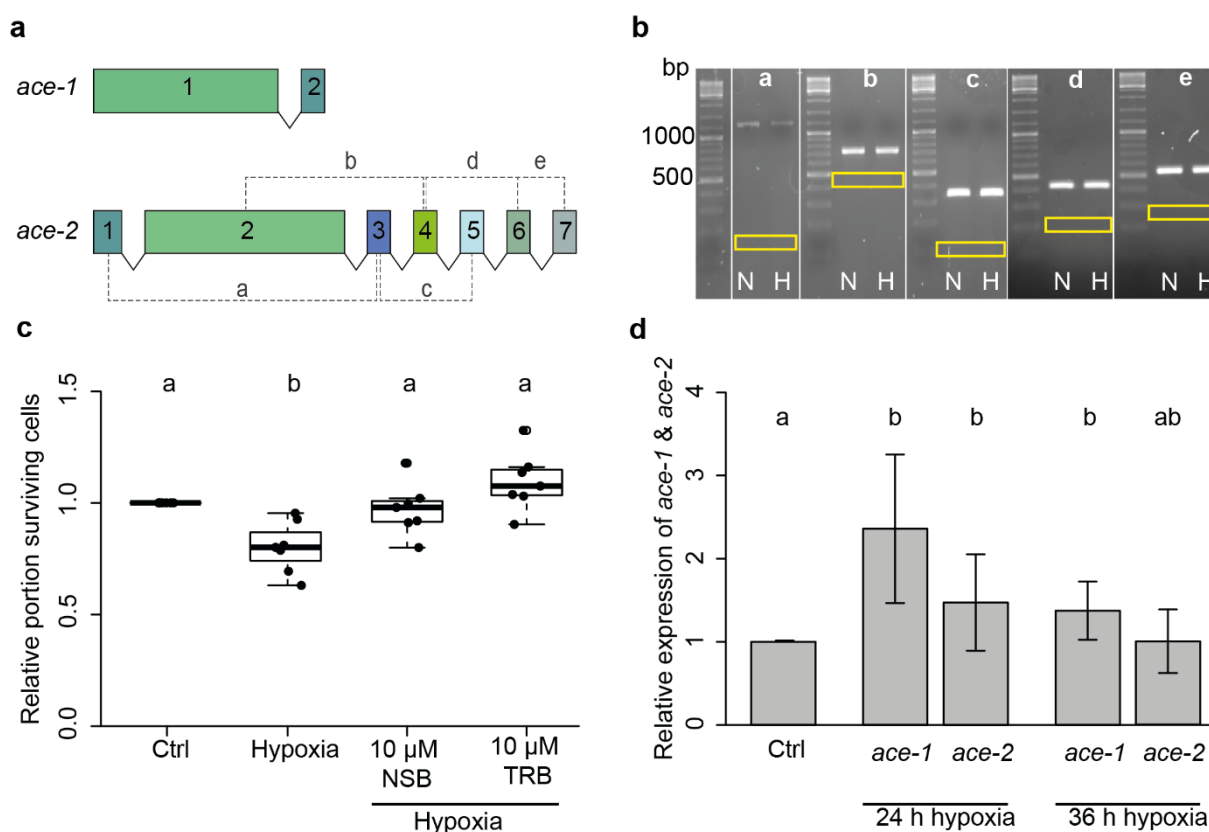 a
ace-1
1
2
b
d
e
ace-2
1
2
3
4
5
6
7
a
c
b
bp
a
b
c
d
e
1000
500
N H
N H
N H
N H
N H
c
Relative portion surviving cells
1.5
1.0
0.5
0.0
a
b
a
a
Ctrl
Hypoxia
10 µM
NSB
10 µM
TRB
Hypoxia
d
Relative expression of ace-1 & ace-2
4
3
2
1
0
a
b
b
b
ab
Ctrl
ace-1
ace-2
ace-1
ace-2
24 h hypoxia
36 h hypoxia